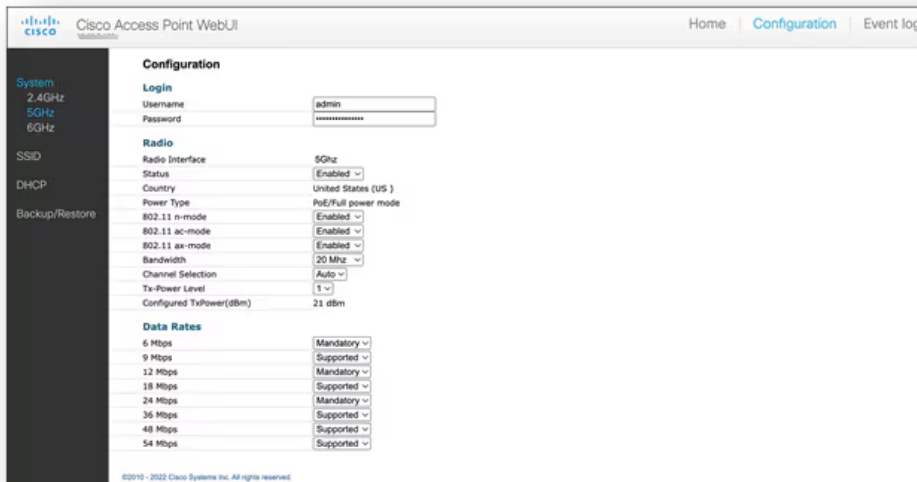 CISCO
Cisco Access Point WebUI
Home Configuration Event log
System
2.4GHz
5GHz
6GHz
SSID
DHCP
Backup/Restore
Configuration
Login
Username admin
Password ••••••••••••••••
Radio
Radio Interface 5Ghz
Status Enabled
Country United States (US )
Power Type PoE/Full power mode
802.11 n-mode Enabled
802.11 ac-mode Enabled
802.11 ax-mode Enabled
Bandwidth 20 Mhz
Channel Selection Auto
Tx-Power Level 1
Configured TxPower(dBm) 21 dBm
Data Rates
6 Mbps Mandatory
9 Mbps Supported
12 Mbps Mandatory
18 Mbps Supported
24 Mbps Mandatory
36 Mbps Supported
48 Mbps Supported
54 Mbps Supported
©2010 - 2022 Cisco Systems Inc. All rights reserved.